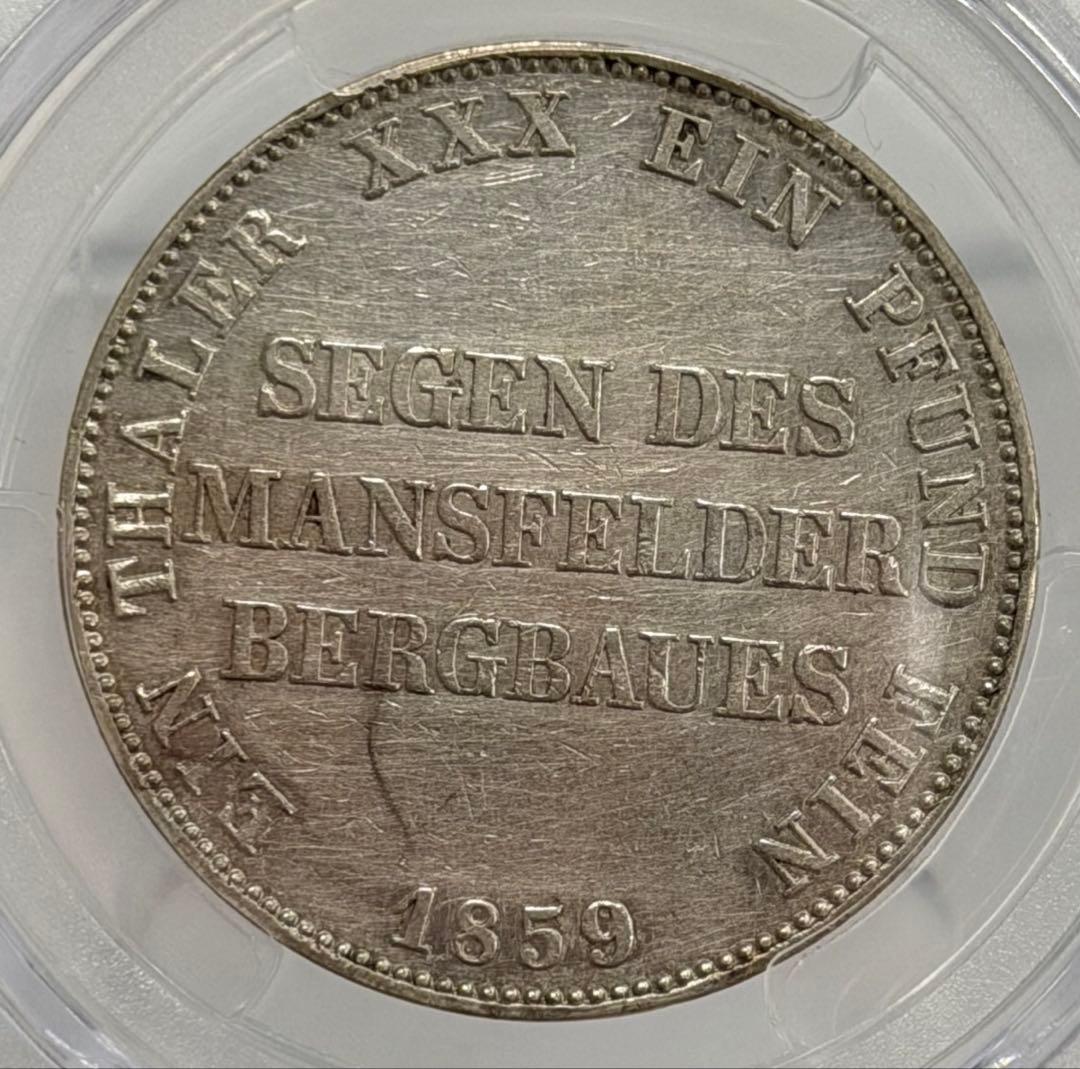 EIN THALER XXX EIN PFUND FEIN
SEGEN DES
MANSFELDER
BERGBAUES
1859